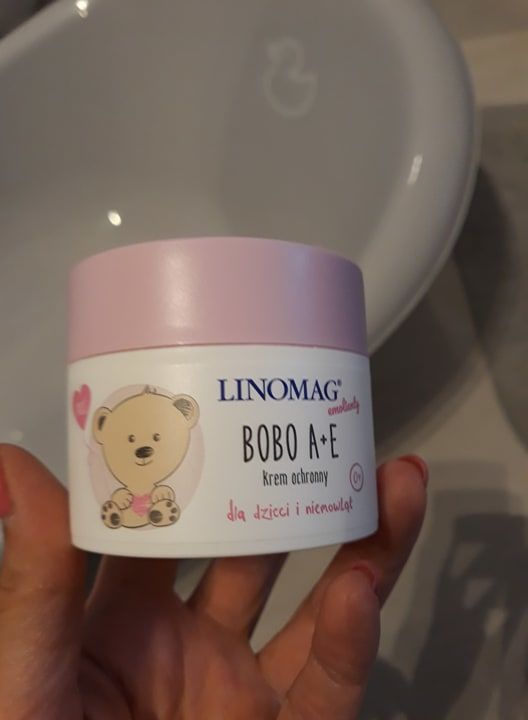 LINOMAG®
emolienty
BOBO A+E
krem ochronny
0+
dla dzieci i niemowląt